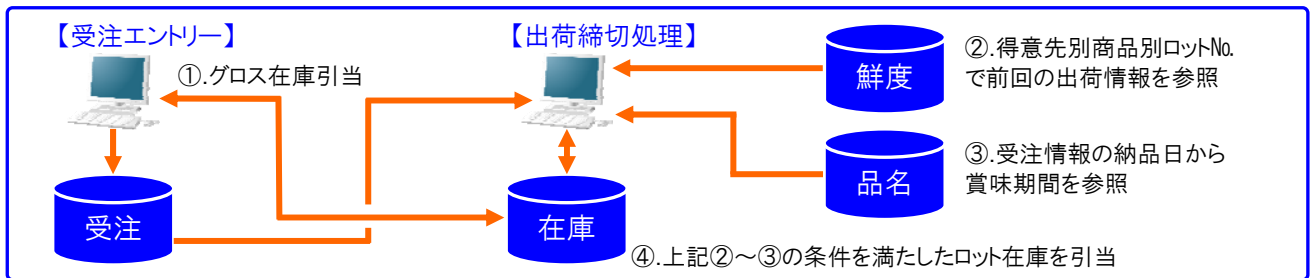 【受注エントリー】
①.グロス在庫引当
受注
【出荷締切処理】
在庫
鮮度
②.得意先別商品別ロット№
で前回の出荷情報を参照
品名
③.受注情報の納品日から
賞味期間を参照
④.上記②～③の条件を満たしたロット在庫を引当